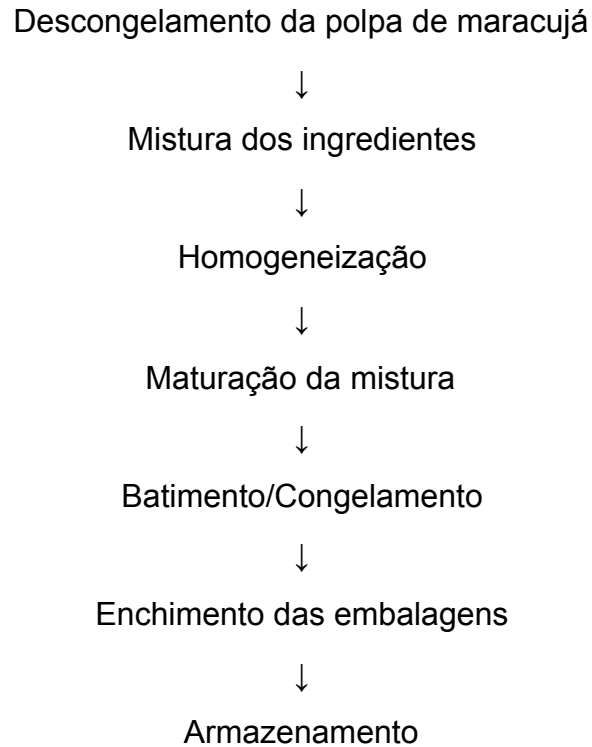 Descongelamento da polpa de maracujá
↓
Mistura dos ingredientes
↓
Homogeneização
↓
Maturação da mistura
↓
Batimento/Congelamento
↓
Enchimento das embalagens
↓
Armazenamento